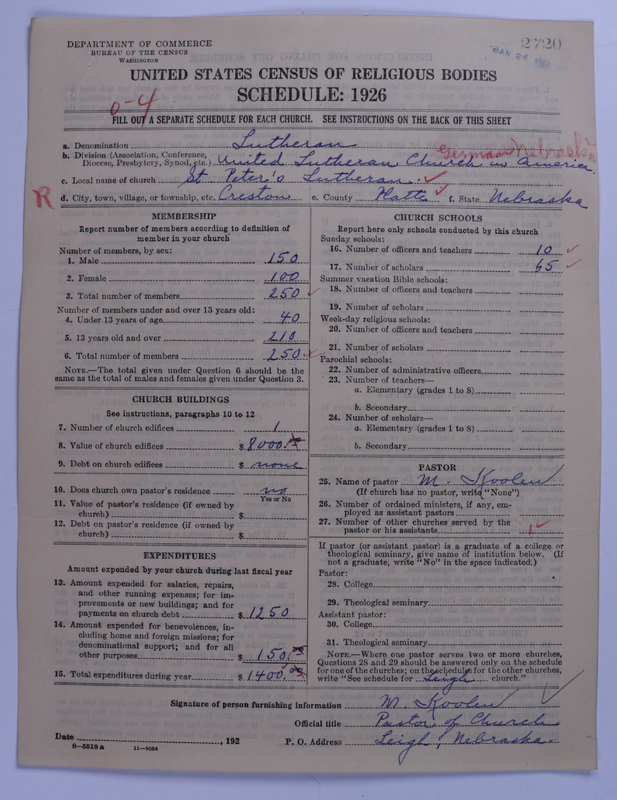 DEPARTMENT OF COMMERCE
BUREAU OF THE CENSUS
WASHINGTON
2720
UNITED STATES CENSUS OF RELIGIOUS BODIES
SCHEDULE: 1926
0-4
FILL OUT A SEPARATE SCHEDULE FOR EACH CHURCH. SEE INSTRUCTIONS ON THE BACK OF THIS SHEET
a. Denomination Lutheran
German Nebraska
b. Division (Association, Conference, Diocese, Presbytery, Synod, etc.) United Lutheran Church in America
c. Local name of church St Peter's Lutheran.
R d. City, town, village, or township, etc. Creston e. County Platte f. State Nebraska
MEMBERSHIP
Report number of members according to definition of
member in your church
Number of members, by sex:
1. Male 150
2. Female 100
3. Total number of members 250
Number of members under and over 13 years old:
4. Under 13 years of age 40
5. 13 years old and over 210
6. Total number of members 250
NOTE.—The total given under Question 6 should be
same as the total of males and females given under Question 3.
CHURCH BUILDINGS
See instructions, paragraphs 10 to 12
7. Number of church edifices 1
8. Value of church edifices $ 8000.00
9. Debt on church edifices $ none
10. Does church own pastor's residence no
Yes or No
11. Value of pastor's residence (if owned by
church) $
12. Debt on pastor's residence (if owned by
church) $
EXPENDITURES
Amount expended by your church during last fiscal year
13. Amount expended for salaries, repairs,
and other running expenses; for im-
provements or new buildings; and for
payments on church debt $ 1250
14. Amount expended for benevolences, in-
cluding home and foreign missions; for
denominational support; and for all
other purposes $ 150.00
15. Total expenditures during year $ 1400.00
CHURCH SCHOOLS
Report here only schools conducted by this church
Sunday schools:
16. Number of officers and teachers 10
17. Number of scholars 65
Summer vacation Bible schools:
18. Number of officers and teachers
19. Number of scholars
Week-day religious schools:
20. Number of officers and teachers
21. Number of scholars
Parochial schools:
22. Number of administrative officers
23. Number of teachers—
a. Elementary (grades 1 to 8)
b. Secondary
24. Number of scholars—
a. Elementary (grades 1 to 8)
b. Secondary
PASTOR
25. Name of pastor M. Koolen
(If church has no pastor, write "None")
26. Number of ordained ministers, if any, em-
ployed as assistant pastors
27. Number of other churches served by the
pastor or his assistants 1
If pastor (or assistant pastor) is a graduate of a college or
theological seminary, give name of institution below. (If
not a graduate, write "No" in the space indicated.)
Pastor:
28. College
29. Theological seminary
Assistant pastor:
30. College
31. Theological seminary
NOTE.—Where one pastor serves two or more churches,
Questions 28 and 29 should be answered only on the schedule
for one of the churches; on the schedule for the other churches,
write "See schedule for Leigh church."
Signature of person furnishing information M. Koolen
Official title Pastor of Church
Date , 192 P. O. Address Leigh, Nebraska.
8-5518 a 11-9054